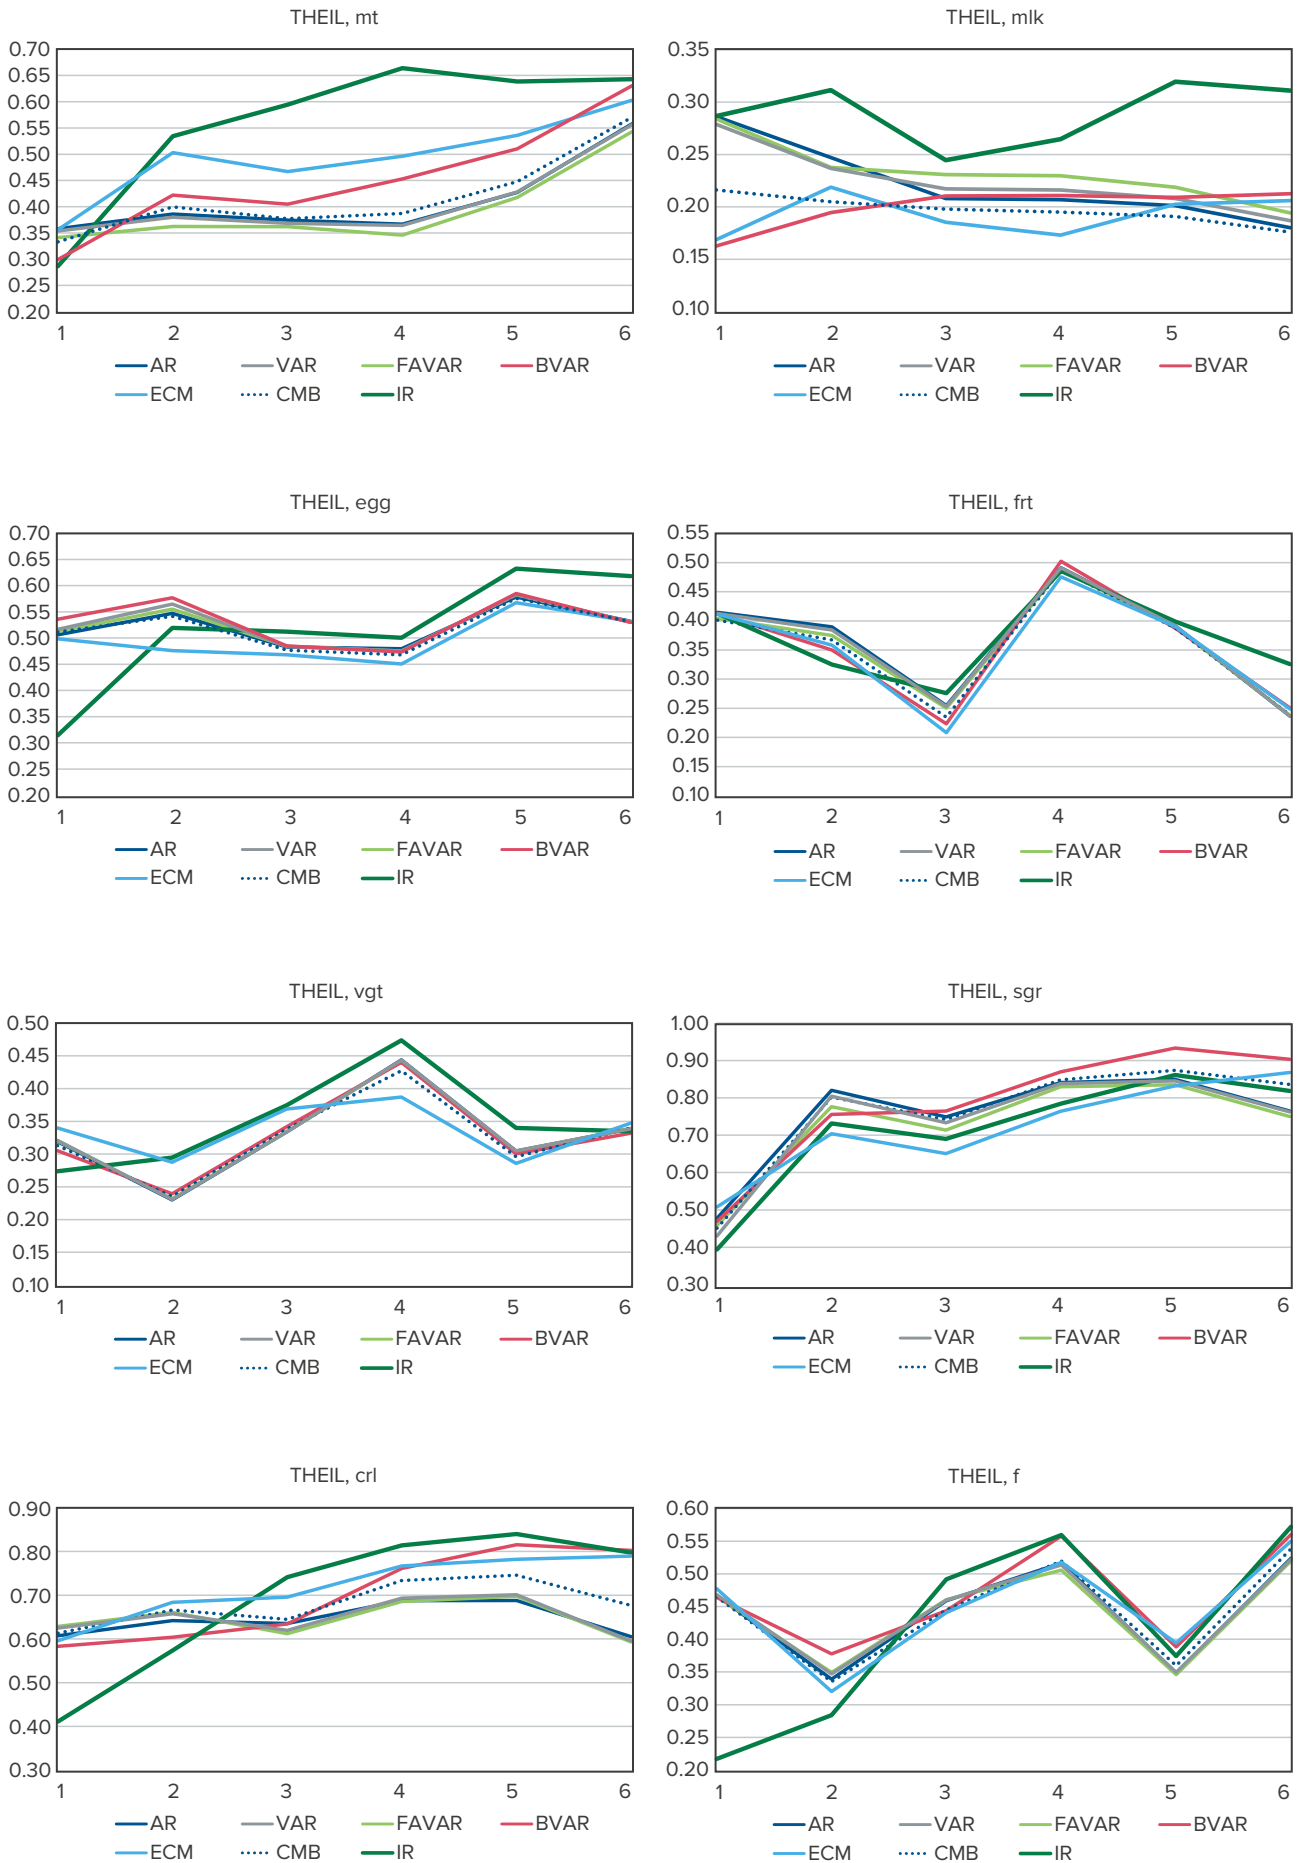 THEIL, mt
0.70
0.65
0.60
0.55
0.50
0.45
0.40
0.35
0.30
0.25
0.20
1 2 3 4 5 6
AR VAR FAVAR BVAR
ECM CMB IR
THEIL, mlk
0.35
0.30
0.25
0.20
0.15
0.10
1 2 3 4 5 6
AR VAR FAVAR BVAR
ECM CMB IR
THEIL, egg
0.70
0.65
0.60
0.55
0.50
0.45
0.40
0.35
0.30
0.25
0.20
1 2 3 4 5 6
AR VAR FAVAR BVAR
ECM CMB IR
THEIL, frt
0.55
0.50
0.45
0.40
0.35
0.30
0.25
0.20
0.15
0.10
1 2 3 4 5 6
AR VAR FAVAR BVAR
ECM CMB IR
THEIL, vgt
0.50
0.45
0.40
0.35
0.30
0.25
0.20
0.15
0.10
1 2 3 4 5 6
AR VAR FAVAR BVAR
ECM CMB IR
THEIL, sgr
1.00
0.90
0.80
0.70
0.60
0.50
0.40
0.30
1 2 3 4 5 6
AR VAR FAVAR BVAR
ECM CMB IR
THEIL, crl
0.90
0.80
0.70
0.60
0.50
0.40
0.30
1 2 3 4 5 6
AR VAR FAVAR BVAR
ECM CMB IR
THEIL, f
0.60
0.55
0.50
0.45
0.40
0.35
0.30
0.25
0.20
1 2 3 4 5 6
AR VAR FAVAR BVAR
ECM CMB IR